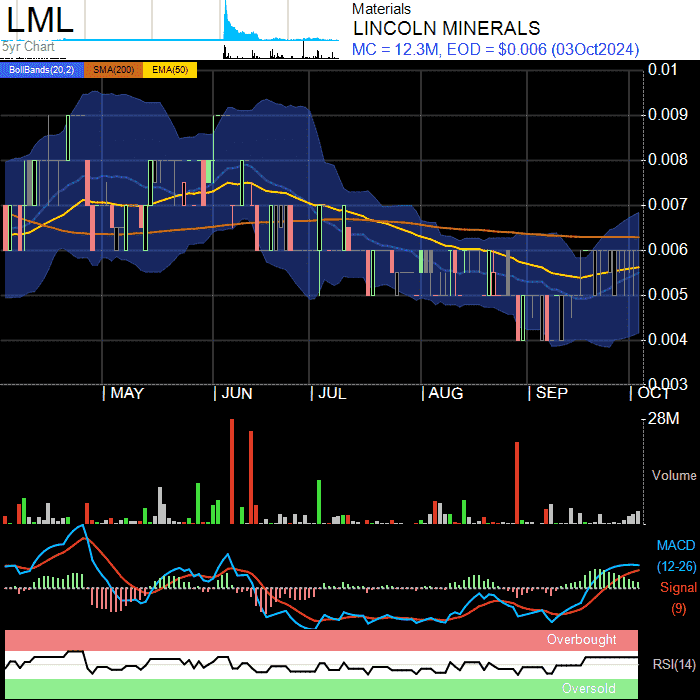 LML
5yr Chart
Materials
LINCOLN MINERALS
MC = 12.3M, EOD = $0.006 (03Oct2024)
BollBands(20,2) SMA(200) EMA(50)
0.01
0.009
0.008
0.007
0.006
0.005
0.004
0.003
MAY JUN JUL AUG SEP OCT
28M
Volume
MACD
(12-26)
Signal
(9)
Overbought
RSI(14)
Oversold